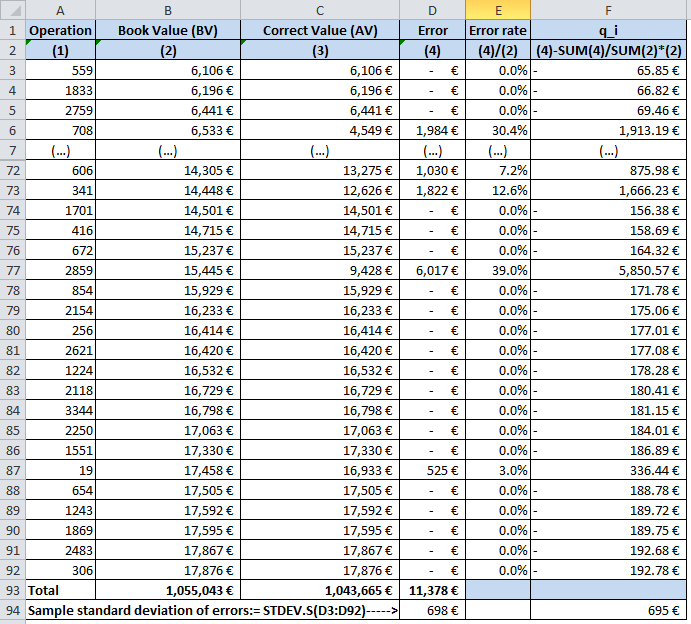 A B C D E F
1 Operation Book Value (BV) Correct Value (AV) Error Error rate q_i
2 (1) (2) (3) (4) (4)/(2) (4)-SUM(4)/SUM(2)*(2)
3 559 6,106 € 6,106 € - € 0.0% - 65.85 €
4 1833 6,196 € 6,196 € - € 0.0% - 66.82 €
5 2759 6,441 € 6,441 € - € 0.0% - 69.46 €
6 708 6,533 € 4,549 € 1,984 € 30.4% 1,913.19 €
7 (...) (...) (...) (...) (...) (...)
72 606 14,305 € 13,275 € 1,030 € 7.2% 875.98 €
73 341 14,448 € 12,626 € 1,822 € 12.6% 1,666.23 €
74 1701 14,501 € 14,501 € - € 0.0% - 156.38 €
75 416 14,715 € 14,715 € - € 0.0% - 158.69 €
76 672 15,237 € 15,237 € - € 0.0% - 164.32 €
77 2859 15,445 € 9,428 € 6,017 € 39.0% 5,850.57 €
78 854 15,929 € 15,929 € - € 0.0% - 171.78 €
79 2154 16,233 € 16,233 € - € 0.0% - 175.06 €
80 256 16,414 € 16,414 € - € 0.0% - 177.01 €
81 2621 16,420 € 16,420 € - € 0.0% - 177.08 €
82 1224 16,532 € 16,532 € - € 0.0% - 178.28 €
83 2118 16,729 € 16,729 € - € 0.0% - 180.41 €
84 3344 16,798 € 16,798 € - € 0.0% - 181.15 €
85 2250 17,063 € 17,063 € - € 0.0% - 184.01 €
86 1551 17,330 € 17,330 € - € 0.0% - 186.89 €
87 19 17,458 € 16,933 € 525 € 3.0% 336.44 €
88 654 17,505 € 17,505 € - € 0.0% - 188.78 €
89 1243 17,592 € 17,592 € - € 0.0% - 189.72 €
90 1869 17,595 € 17,595 € - € 0.0% - 189.75 €
91 2483 17,867 € 17,867 € - € 0.0% - 192.68 €
92 306 17,876 € 17,876 € - € 0.0% - 192.78 €
93 Total 1,055,043 € 1,043,665 € 11,378 €
94 Sample standard deviation of errors:= STDEV.S(D3:D92)-----> 698 € 695 €